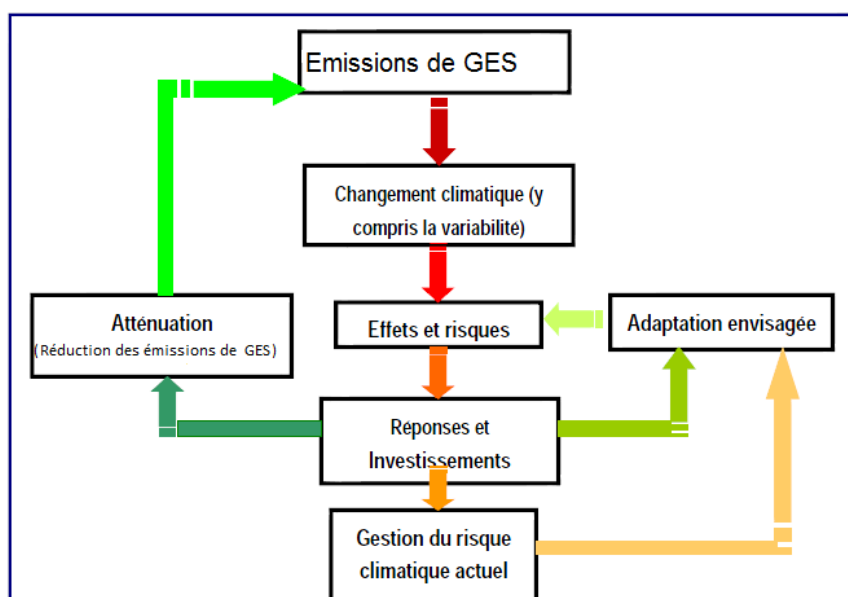 Emissions de GES
Changement climatique (y
compris la variabilité)
Atténuation
(Réduction des émissions de GES)
Effets et risques
Adaptation envisagée
Réponses et
Investissements
Gestion du risque
climatique actuel